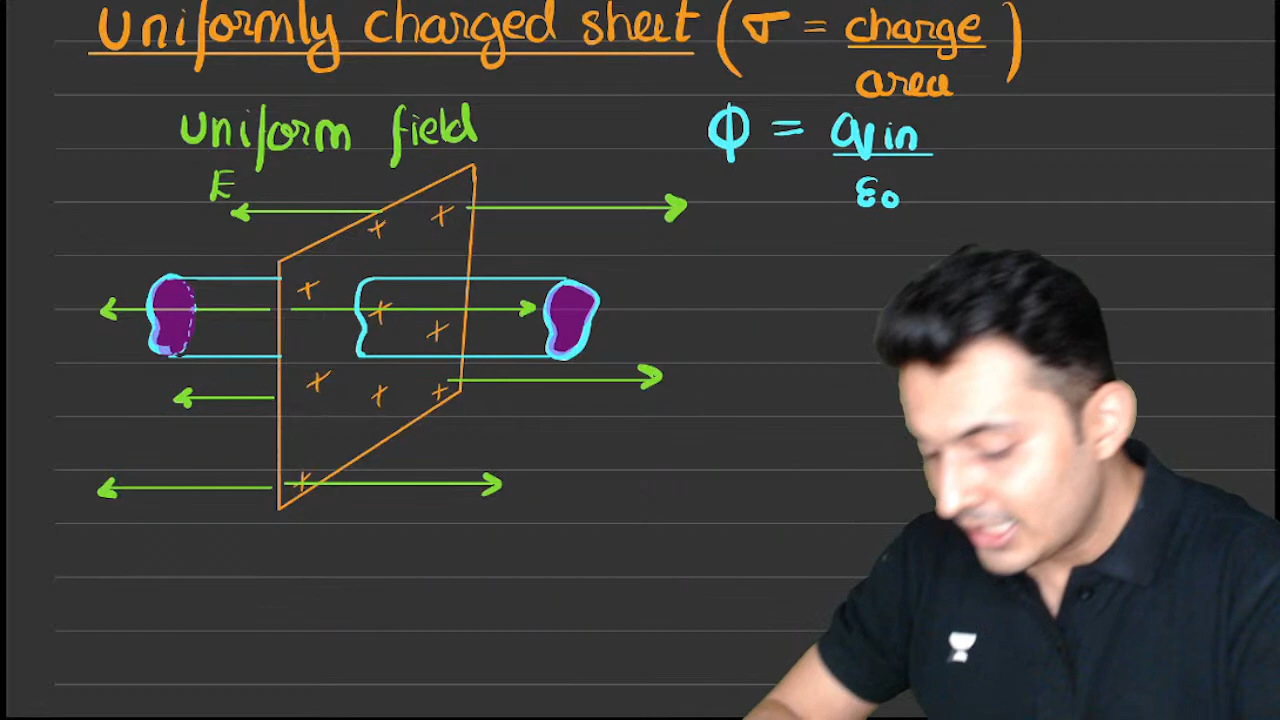 Uniformly charged sheet (σ = charge/area)
Uniform field
Φ = qin/ε0
E
+ +
+
+
+
+ + +
+